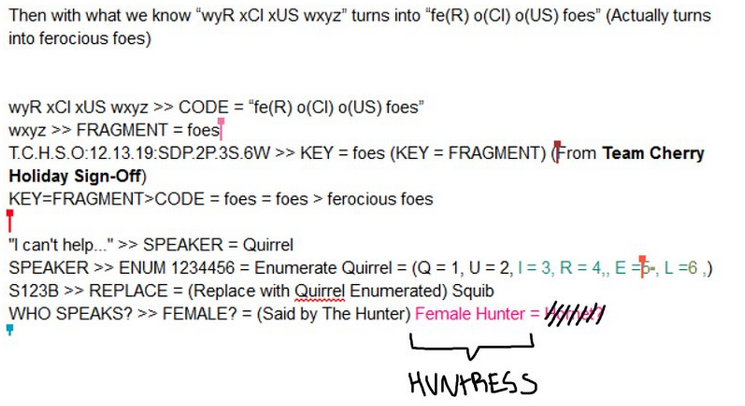 Then with what we know “wyR xCl xUS wxyz” turns into “fe(R) o(Cl) o(US) foes” (Actually turns
into ferocious foes)
wyR xCl xUS wxyz >> CODE = “fe(R) o(Cl) o(US) foes”
wxyz >> FRAGMENT = foes
T.C.H.S.O:12.13.19:SDP.2P.3S.6W >> KEY = foes (KEY = FRAGMENT) (From Team Cherry
Holiday Sign-Off)
KEY=FRAGMENT>CODE = foes = foes > ferocious foes
"I can't help..." >> SPEAKER = Quirrel
SPEAKER >> ENUM 1234456 = Enumerate Quirrel = (Q = 1, U = 2, I = 3, R = 4,, E =5-, L =6 ,)
S123B >> REPLACE = (Replace with Quirrel Enumerated) Squib
WHO SPEAKS? >> FEMALE? = (Said by The Hunter) Female Hunter =
HUNTRESS